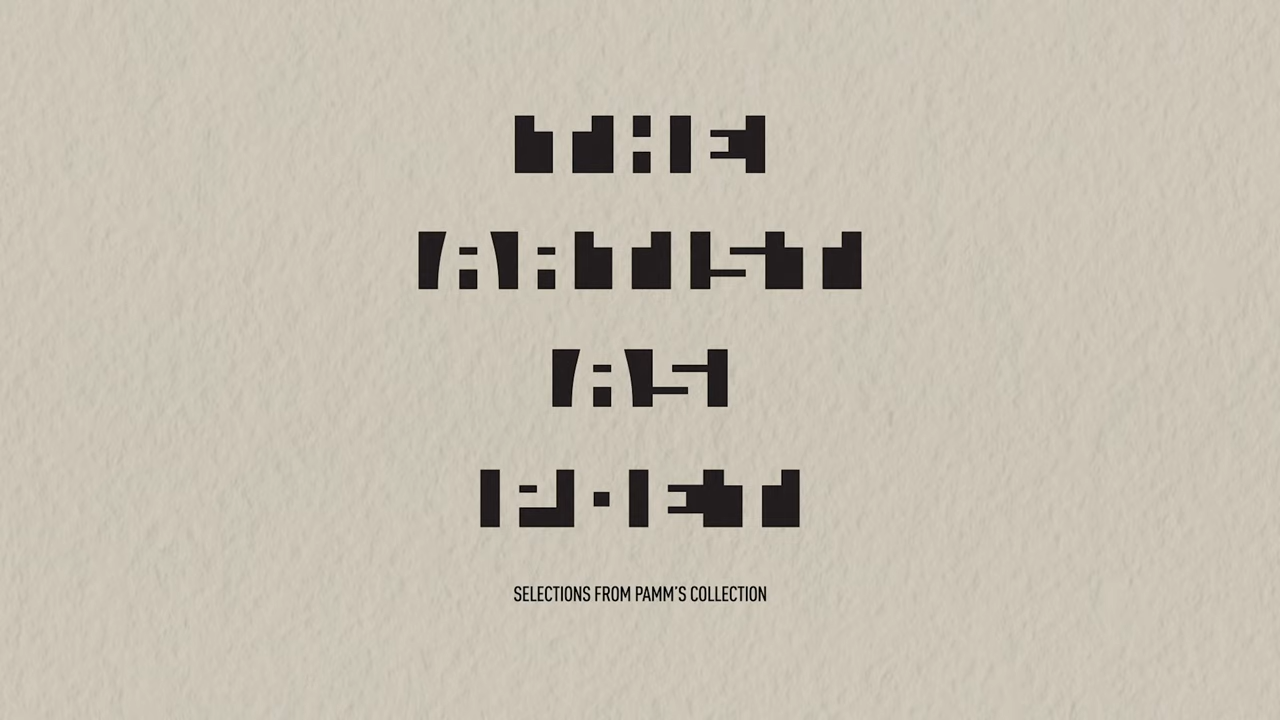 THE
ARTIST
AS
POET
SELECTIONS FROM PAMM'S COLLECTION